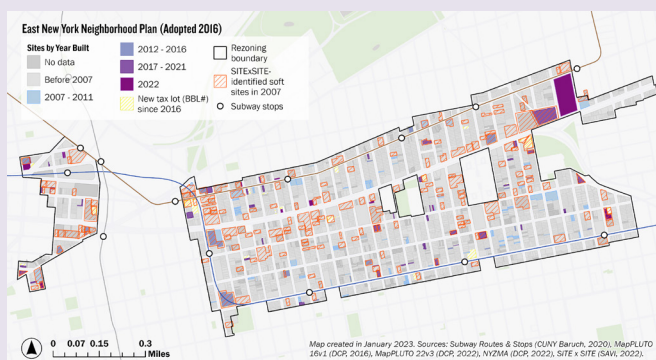 East New York Neighborhood Plan (Adopted 2016)
Sites by Year Built
No data
Before 2007
2007 - 2011
2012 - 2016
2017 - 2021
2022
New tax lot (BBL#)
since 2016
Rezoning
boundary
SITExSITE-
identified soft
sites in 2007
Subway stops
0 0.07 0.15 0.3
Miles
Map created in January 2023. Sources: Subway Routes & Stops (CUNY Baruch, 2020), MapPLUTO
16v1 (DCP, 2016), MapPLUTO 22v3 (DCP, 2022), NYZMA (DCP, 2022), SITE x SITE (SAVI, 2022).